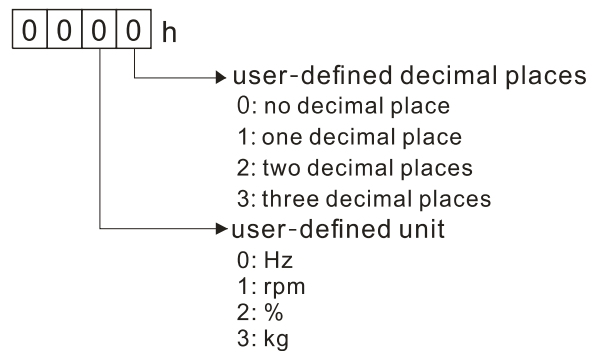 0 0 0 0 h
user-defined decimal places
0: no decimal place
1: one decimal place
2: two decimal places
3: three decimal places
user-defined unit
0: Hz
1: rpm
2: %
3: kg